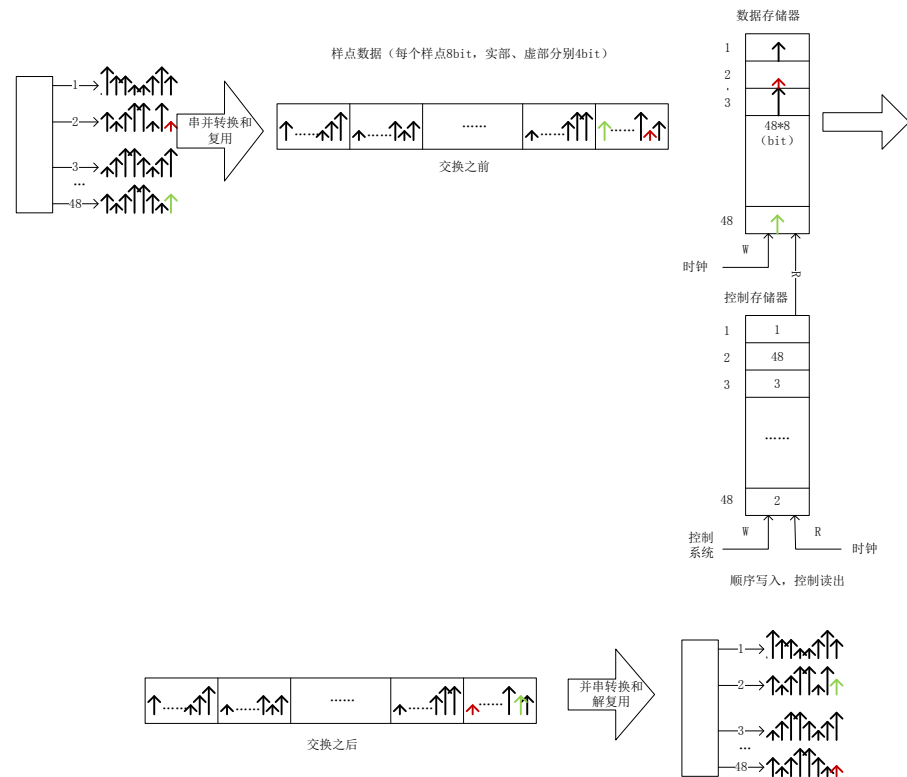 数据存储器
样点数据（每个样点8bit，实部、虚部分别4bit）
1
2
3
...
48
串并转换和
复用
......
交换之前
1
2
.
3
48*8
(bit)
48
W
R
时钟
控制存储器
1
1
2
48
3
3
......
48
2
控制
系统
W
R
时钟
顺序写入，控制读出
......
交换之后
并串转换和
解复用
1
2
3
...
48